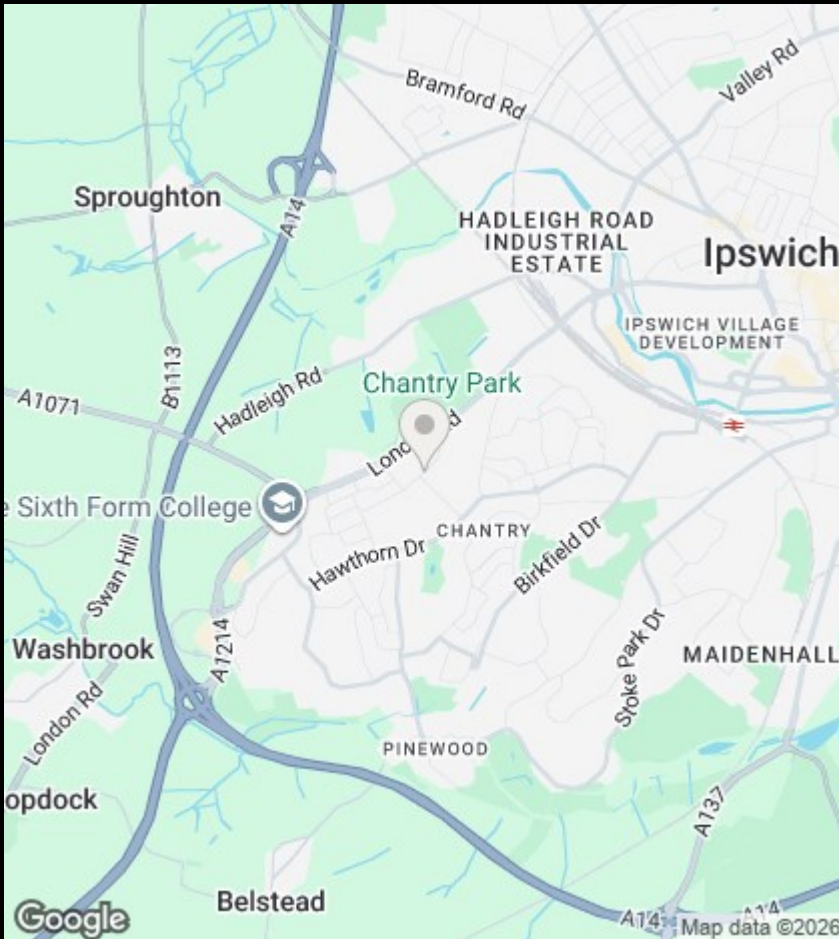 Bramford Rd
Valley Rd
Sproughton
A14
HADLEIGH ROAD
INDUSTRIAL
ESTATE
Ipswich
IPSWICH VILLAGE
DEVELOPMENT
B1113
Hadleigh Rd
Chantry Park
A1071
e Sixth Form College
CHANTRY
Hawthorn Dr
Birkfield Dr
Swan Hill
A1214
Washbrook
MAIDENHALL
Stoke Park Dr
London Rd
PINEWOOD
opdock
A137
Belstead
A14
A14
Google
Map data ©2026